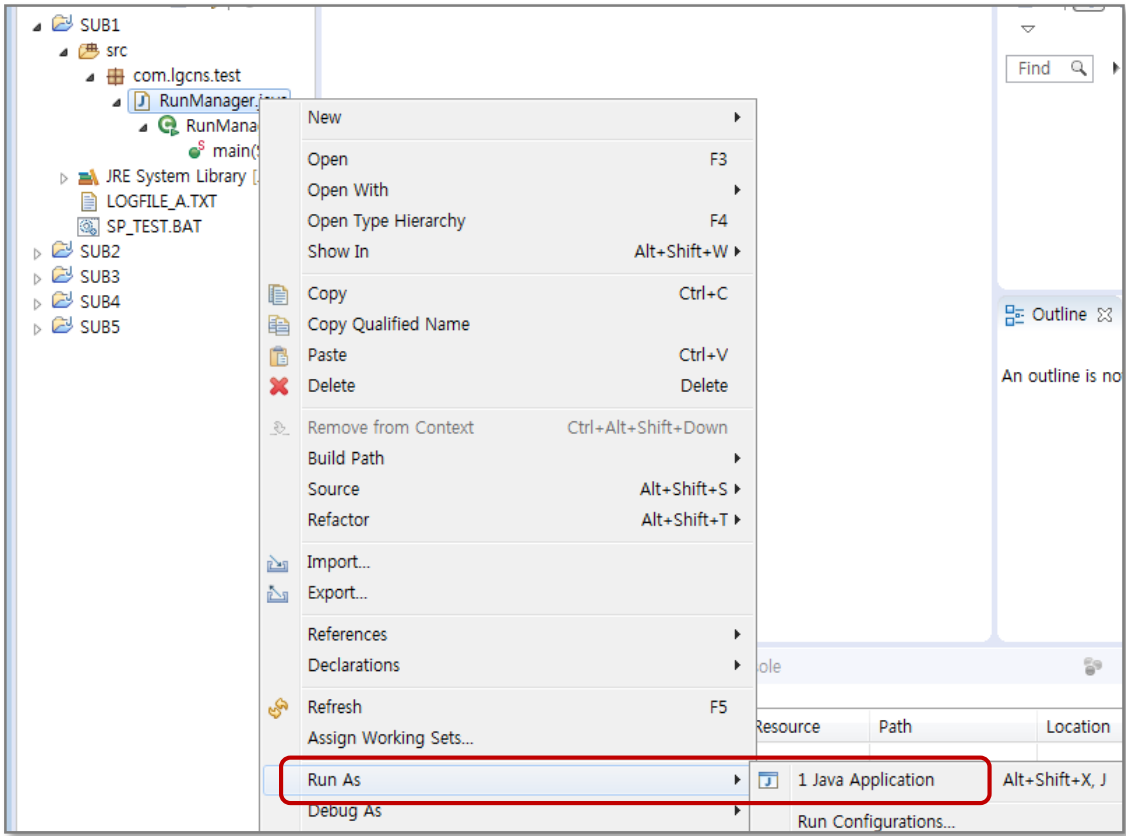 SUB1
src
com.lgcns.test
RunManager.java
RunMana
main(S
JRE System Library [
LOGFILE_A.TXT
SP_TEST.BAT
SUB2
SUB3
SUB4
SUB5
New
Open F3
Open With
Open Type Hierarchy F4
Show In Alt+Shift+W
Copy Ctrl+C
Copy Qualified Name
Paste Ctrl+V
Delete Delete
Remove from Context Ctrl+Alt+Shift+Down
Build Path
Source Alt+Shift+S
Refactor Alt+Shift+T
Import...
Export...
References
Declarations
Refresh F5
Assign Working Sets...
Run As
Debug As
1 Java Application Alt+Shift+X, J
Run Configurations...
Find
Outline
An outline is no
ole
Resource Path Location